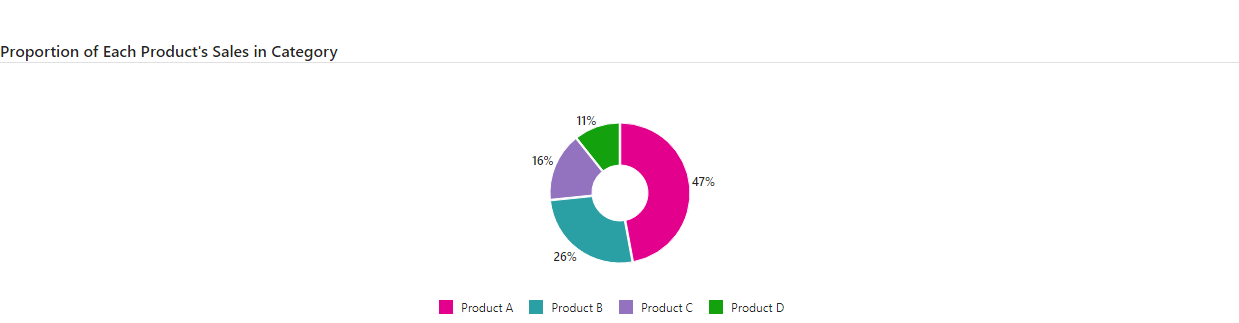 Proportion of Each Product's Sales in Category
11%
16%
47%
26%
Product A Product B Product C Product D